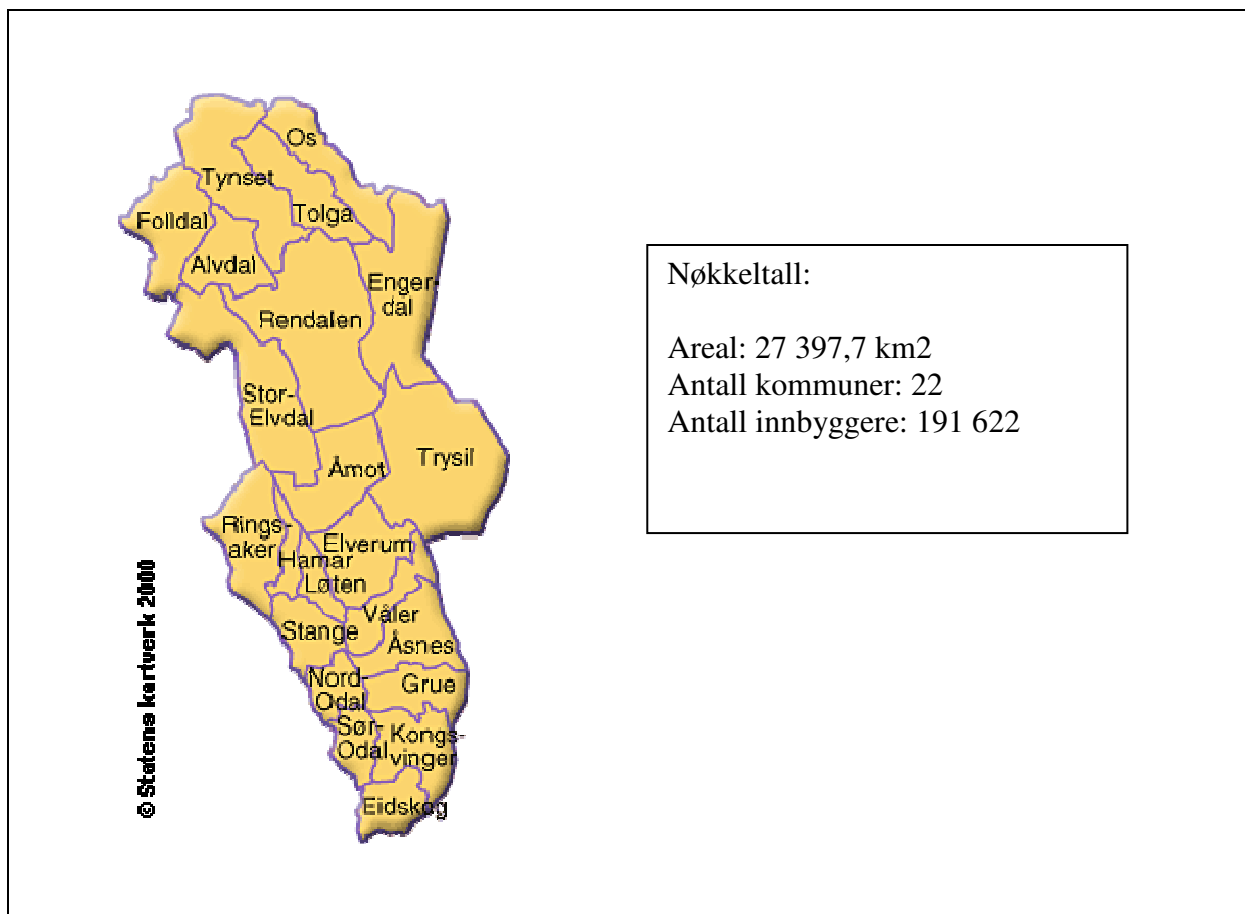 Os
Tynset
Tolga
Folldal
Alvdal
Enger-
dal
Rendalen
Stor-
Elvdal
Trysil
Åmot
Rings-
aker
Elverum
Hamar
Løten
Våler
Stange
Åsnes
Nord-
Odal
Grue
Sør-
Odal
Kongs-
vinger
Eidskog
© Statens kartverk 2000
Nøkkeltall:
Areal: 27 397,7 km2
Antall kommuner: 22
Antall innbyggere: 191 622